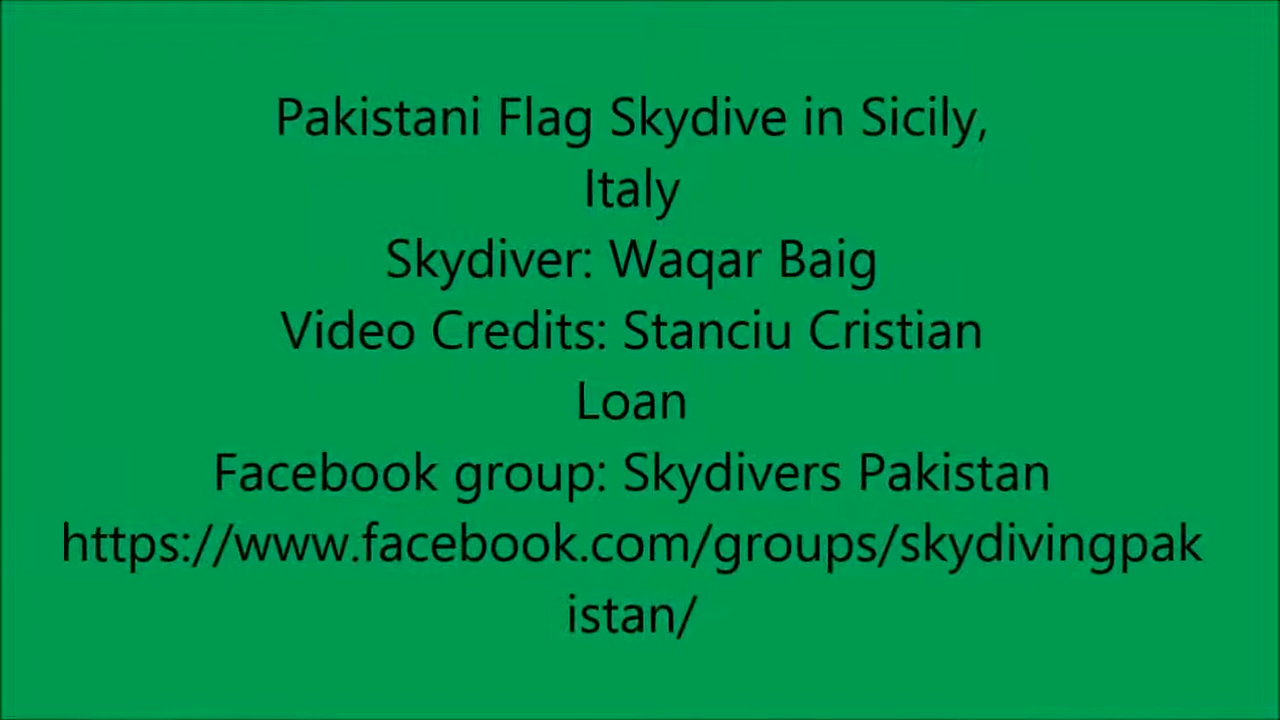 Pakistani Flag Skydive in Sicily,
Italy
Skydiver: Waqar Baig
Video Credits: Stanciu Cristian
Loan
Facebook group: Skydivers Pakistan
https://www.facebook.com/groups/skydivingpak
istan/